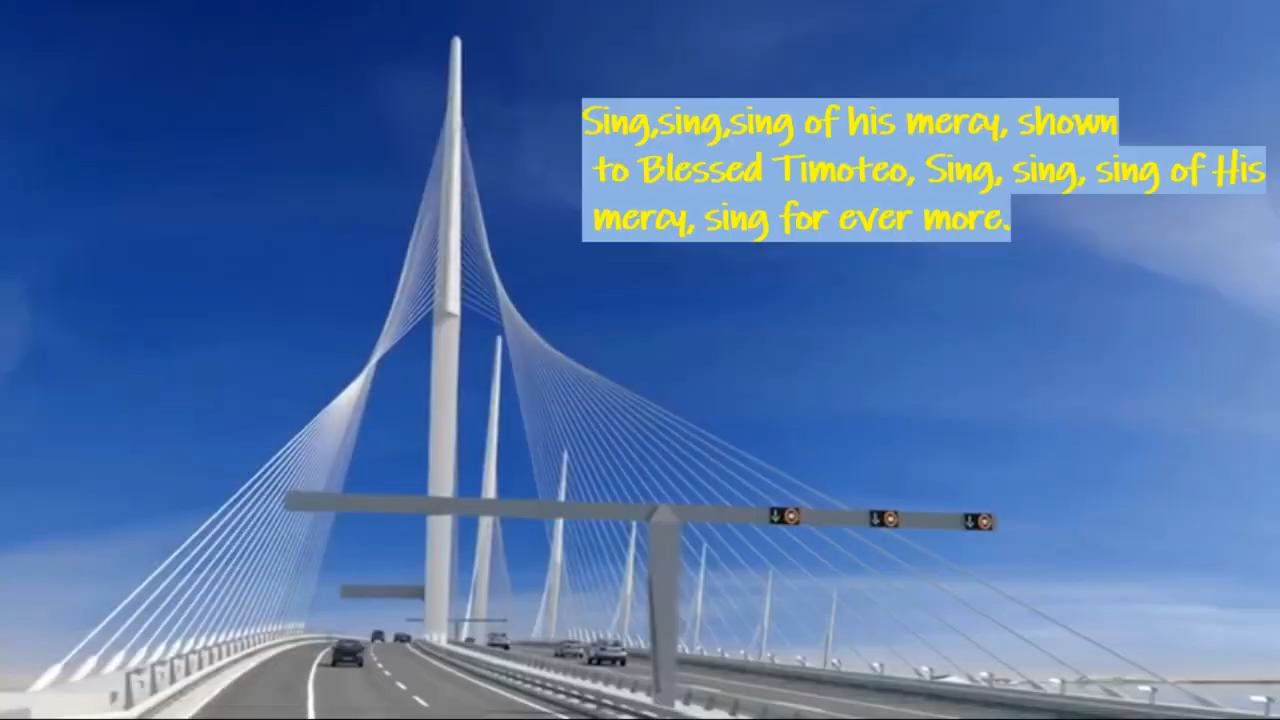 Sing,sing,sing of his mercy, shown
to Blessed Timoteo, Sing, sing, sing of His
mercy, sing for ever more.